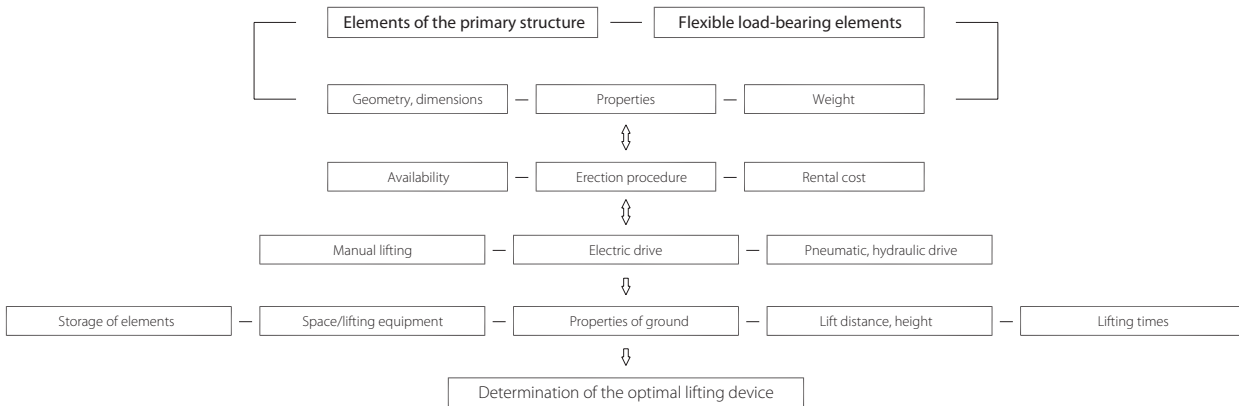 Elements of the primary structure
Flexible load-bearing elements
Geometry, dimensions
Properties
Weight
Availability
Erection procedure
Rental cost
Manual lifting
Electric drive
Pneumatic, hydraulic drive
Storage of elements
Space/lifting equipment
Properties of ground
Lift distance, height
Lifting times
Determination of the optimal lifting device